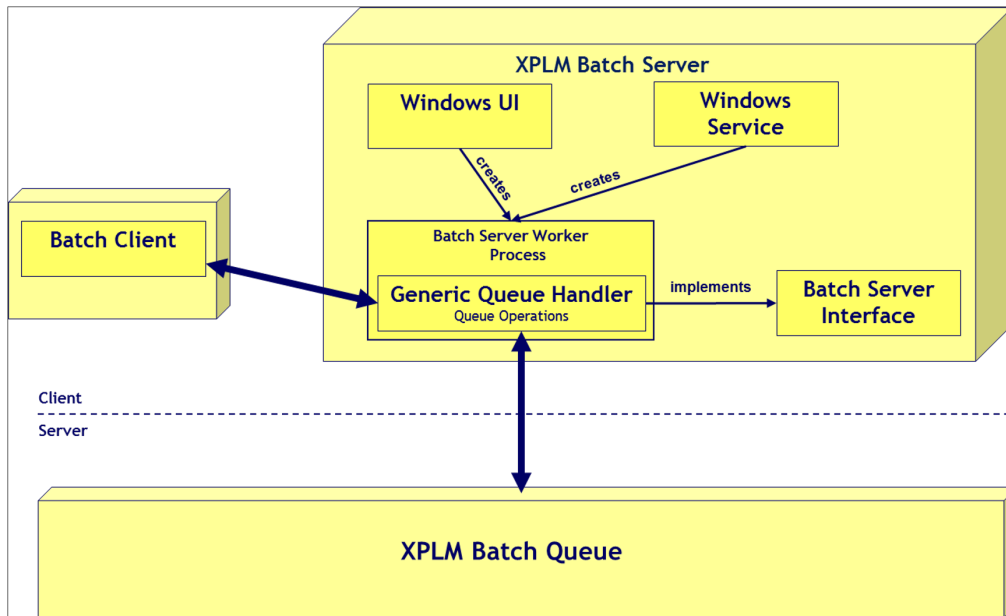 XPLM Batch Server
Windows UI
Windows
Service
creates
creates
Batch Client
Batch Server Worker
Process
Generic Queue Handler
Queue Operations
implements
Batch Server
Interface
Client
Server
XPLM Batch Queue